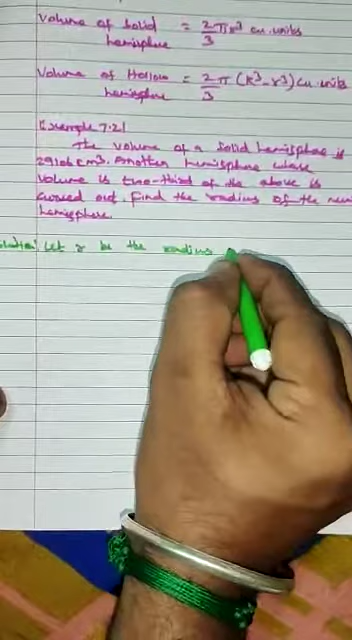 Volume of Solid = 2/3 πr³ cu.units
hemisphere
Volume of Hollow = 2/3 π (R³-r³) cu.units
hemisphere
Example 7.21
The volume of a solid hemisphere is
29106 cm³. Another hemisphere whose
volume is two-third of the above is
carved out. Find the radius of the new
hemisphere.
Solution: Let r be the radius